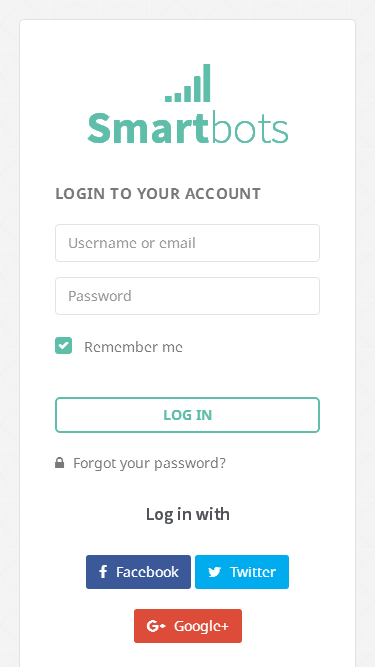 Smartbots
LOGIN TO YOUR ACCOUNT
Username or email
Password
Remember me
LOG IN
Forgot your password?
Log in with
Facebook
Twitter
Google+